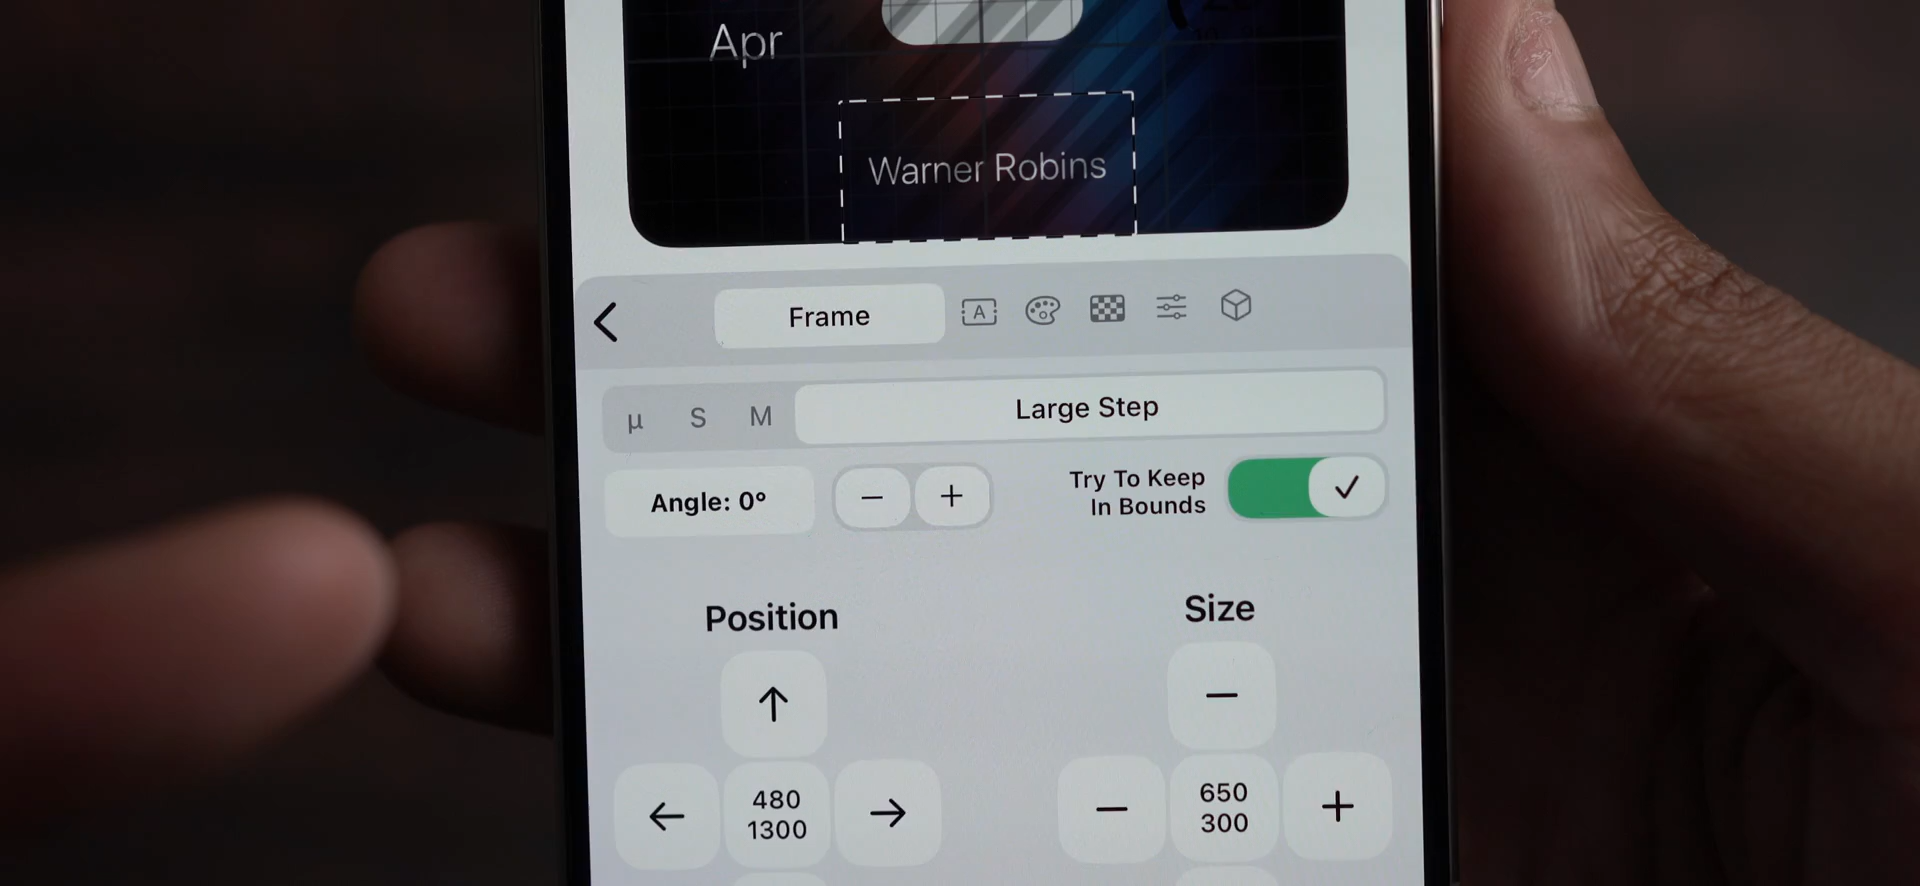 Apr
Warner Robins
Frame
A
μ S M Large Step
Angle: 0° − +
Try To Keep
In Bounds
Position
Size
480
1300
650
300